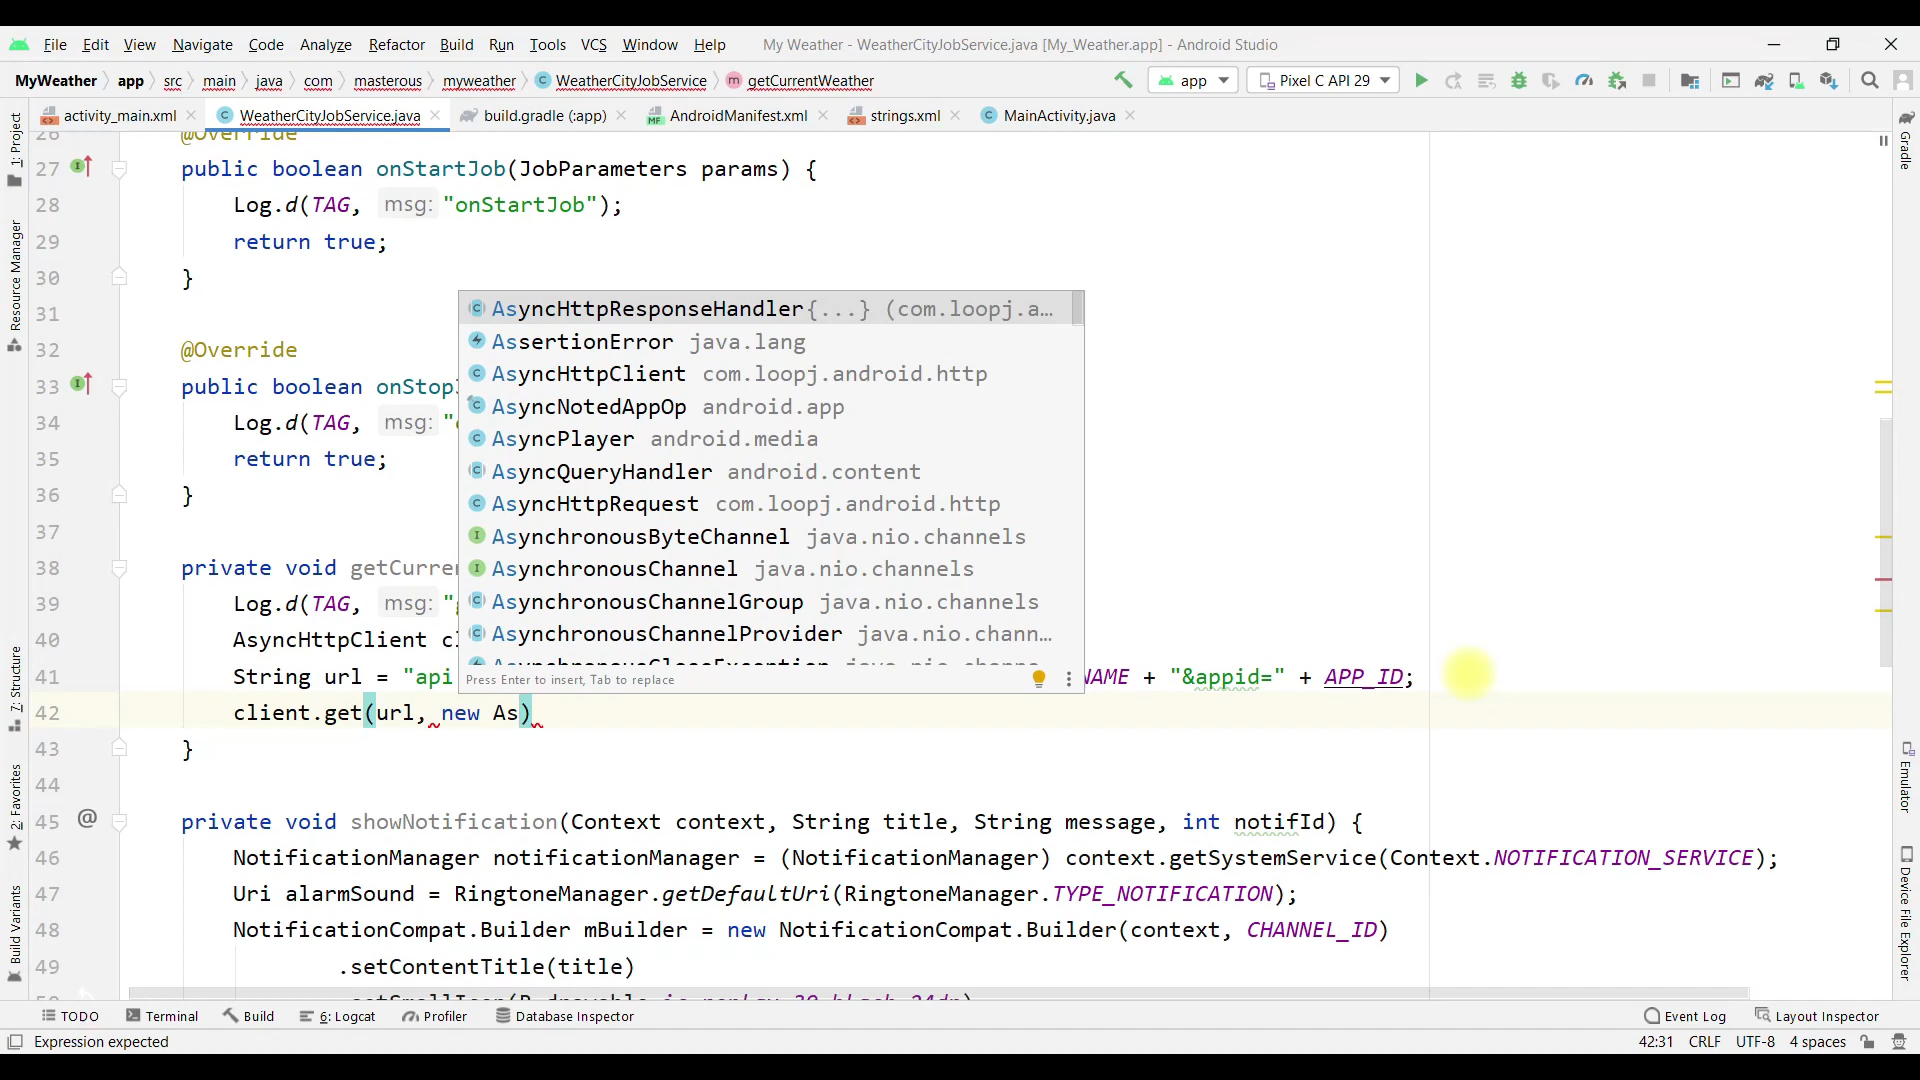 File Edit View Navigate Code Analyze Refactor Build Run Tools VCS Window Help My Weather - WeatherCityJobService.java [My_Weather.app] - Android Studio
MyWeather app src main java com masterous myweather WeatherCityJobService getCurrentWeather app Pixel C API 29
activity_main.xml WeatherCityJobService.java build.gradle (:app) AndroidManifest.xml strings.xml MainActivity.java
26 @Override
27 public boolean onStartJob(JobParameters params) {
28 Log.d(TAG, msg: "onStartJob");
29 return true;
30 }
31
32 @Override
33 public boolean onStop
34 Log.d(TAG, msg: "
35 return true;
36 }
37
38 private void getCurre
39 Log.d(TAG, msg: "
40 AsyncHttpClient cl
41 String url = "api NAME + "&appid=" + APP_ID;
42 client.get(url, new As)
43 }
44
45 private void showNotification(Context context, String title, String message, int notifId) {
46 NotificationManager notificationManager = (NotificationManager) context.getSystemService(Context.NOTIFICATION_SERVICE);
47 Uri alarmSound = RingtoneManager.getDefaultUri(RingtoneManager.TYPE_NOTIFICATION);
48 NotificationCompat.Builder mBuilder = new NotificationCompat.Builder(context, CHANNEL_ID)
49 .setContentTitle(title)
AsyncHttpResponseHandler{...} (com.loopj.a…
AssertionError java.lang
AsyncHttpClient com.loopj.android.http
AsyncNotedAppOp android.app
AsyncPlayer android.media
AsyncQueryHandler android.content
AsyncHttpRequest com.loopj.android.http
AsynchronousByteChannel java.nio.channels
AsynchronousChannel java.nio.channels
AsynchronousChannelGroup java.nio.channels
AsynchronousChannelProvider java.nio.chann…
Press Enter to insert, Tab to replace
1: Project
Resource Manager
7: Structure
2: Favorites
Build Variants
Gradle
Emulator
Device File Explorer
TODO Terminal Build 6: Logcat Profiler Database Inspector Event Log Layout Inspector
Expression expected 42:31 CRLF UTF-8 4 spaces